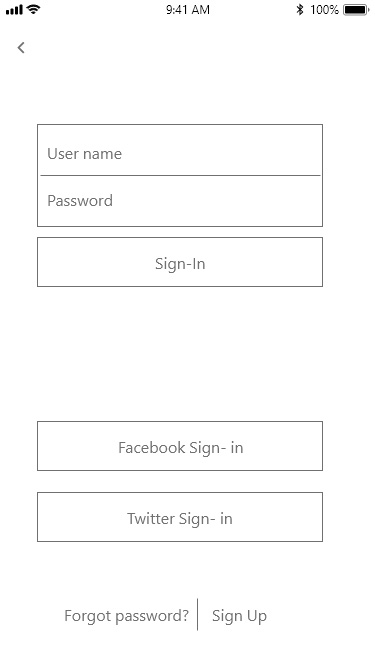 9:41 AM 100%
User name
Password
Sign-In
Facebook Sign- in
Twitter Sign- in
Forgot password? Sign Up